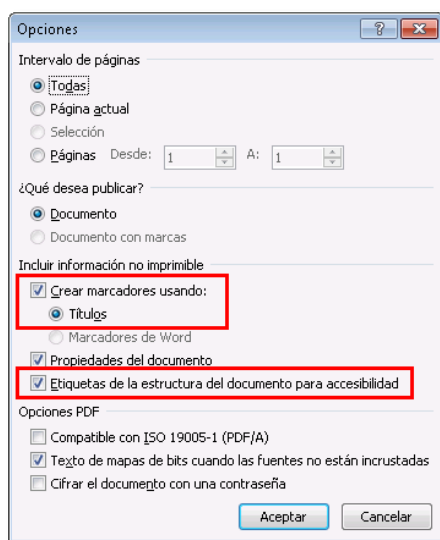 Opciones
Intervalo de páginas
Todas
Página actual
Selección
Páginas Desde: 1 A: 1
¿Qué desea publicar?
Documento
Documento con marcas
Incluir información no imprimible
Crear marcadores usando:
Títulos
Marcadores de Word
Propiedades del documento
Etiquetas de la estructura del documento para accesibilidad
Opciones PDF
Compatible con ISO 19005-1 (PDF/A)
Texto de mapas de bits cuando las fuentes no están incrustadas
Cifrar el documento con una contraseña
Aceptar Cancelar